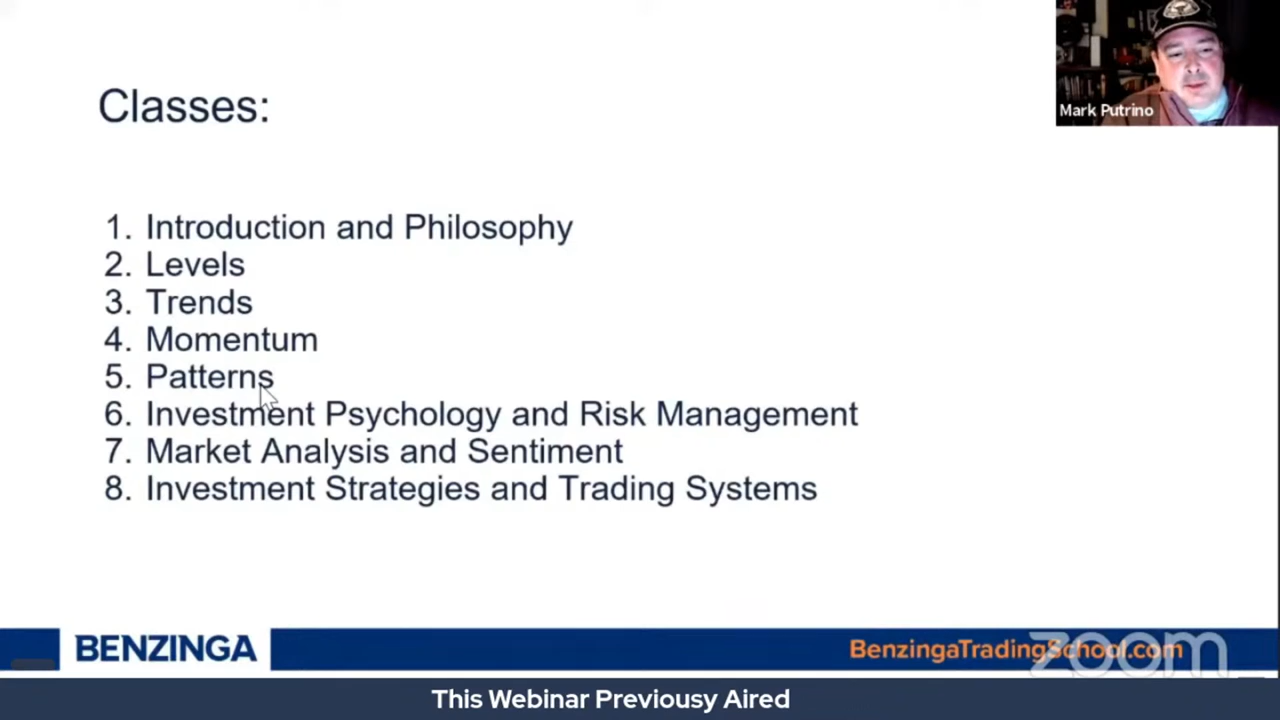 Classes:
Mark Putrino
1. Introduction and Philosophy
2. Levels
3. Trends
4. Momentum
5. Patterns
6. Investment Psychology and Risk Management
7. Market Analysis and Sentiment
8. Investment Strategies and Trading Systems
BENZINGA
BenzingaTradingSchool.com
zoom
This Webinar Previousy Aired